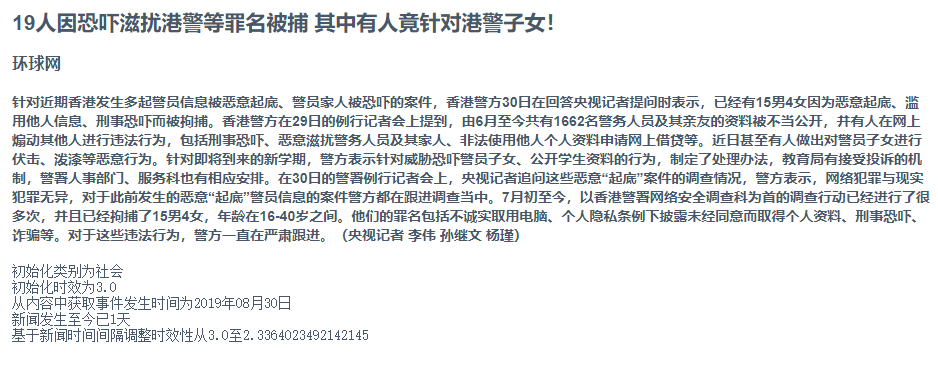 19人因恐吓滋扰港警等罪名被捕 其中有人竟针对港警子女!
环球网
针对近期香港发生多起警员信息被恶意起底、警员家人被恐吓的案件，香港警方30日在回答央视记者提问时表示，已经有15男4女因为恶意起底、滥
用他人信息、刑事恐吓而被拘捕。香港警方在29日的例行记者会上提到，由6月至今共有1662名警务人员及其亲友的资料被不当公开，并有人在网上
煽动其他人进行违法行为，包括刑事恐吓、恶意滋扰警务人员及其家人、非法使用他人个人资料申请网上借贷等。近日甚至有人做出对警员子女进行
伏击、泼漆等恶意行为。针对即将到来的新学期，警方表示针对威胁恐吓警员子女、公开学生资料的行为，制定了处理办法，教育局有接受投诉的机
制，警署人事部门、服务科也有相应安排。在30日的警署例行记者会上，央视记者追问这些恶意“起底”案件的调查情况，警方表示，网络犯罪与现实
犯罪无异，对于此前发生的恶意“起底”警员信息的案件警方都在跟进调查当中。7月初至今，以香港警署网络安全调查科为首的调查行动已经进行了很
多次，并且已经拘捕了15男4女，年龄在16-40岁之间。他们的罪名包括不诚实取用电脑、个人隐私条例下披露未经同意而取得个人资料、刑事恐吓、
诈骗等。对于这些违法行为，警方一直在严肃跟进。（央视记者 李伟 孙继文 杨瑾）
初始化类别为社会
初始化时效为3.0
从内容中获取事件发生时间为2019年08月30日
新闻发生至今已1天
基于新闻时间间隔调整时效性从3.0至2.3364023492142145